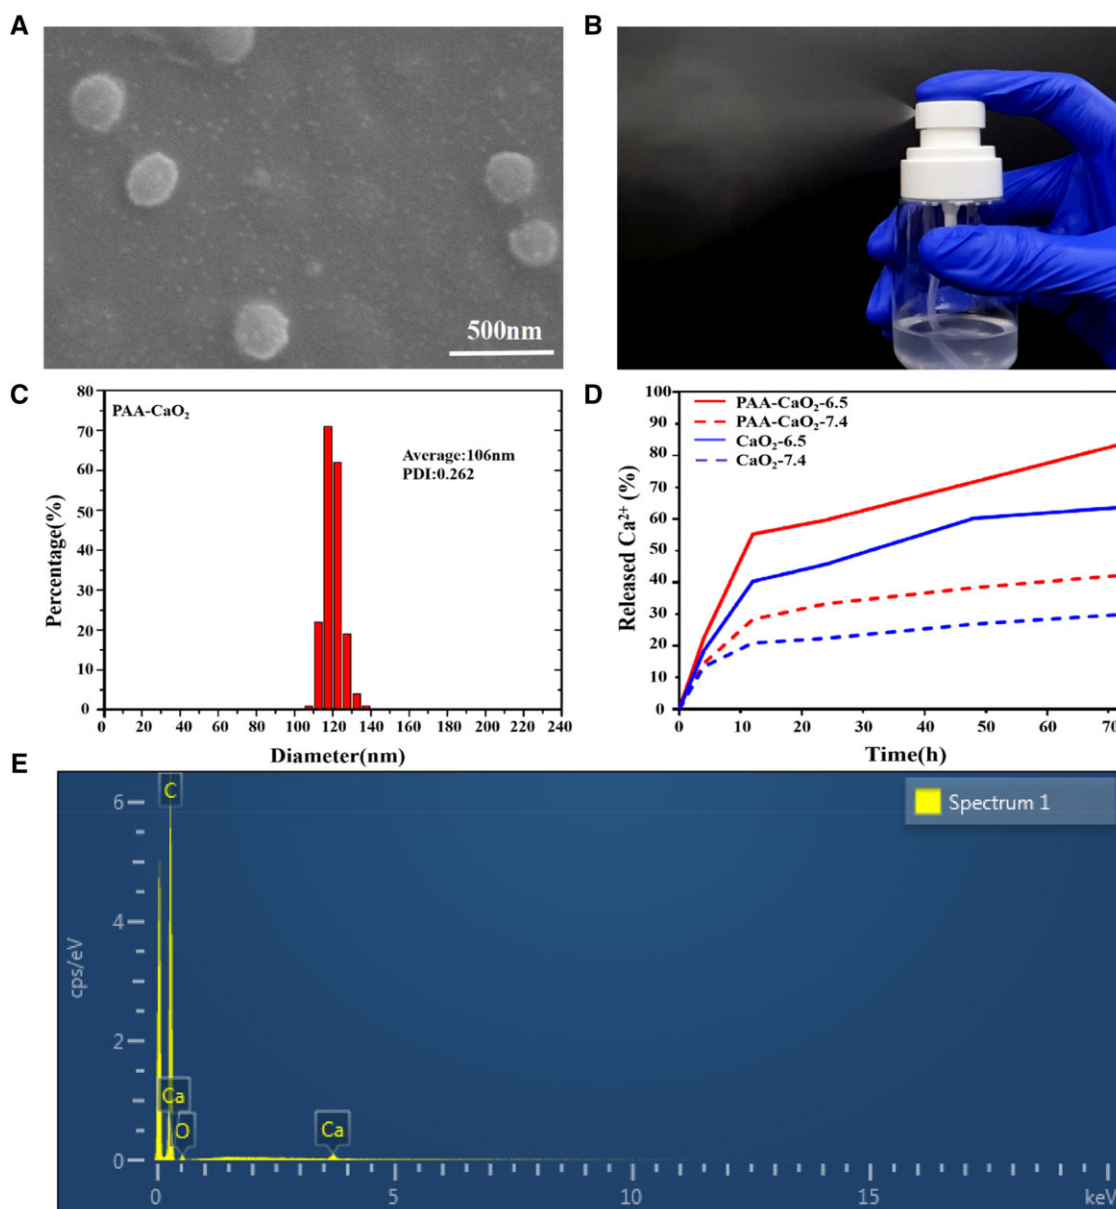 A
B
500nm
C
D
80
70
60
50
40
30
20
10
0
Percentage(%)
PAA-CaO₂
Average:106nm
PDI:0.262
0 20 40 60 80 100 120 140 160 180 200 220 240
Diameter(nm)
100
90
80
70
60
50
40
30
20
10
0
Released Ca²⁺ (%)
PAA-CaO₂-6.5
PAA-CaO₂-7.4
CaO₂-6.5
CaO₂-7.4
0 10 20 30 40 50 60 70
Time(h)
E
Spectrum 1
6
4
2
0
cps/eV
C
Ca
O
Ca
0 5 10 15 keV